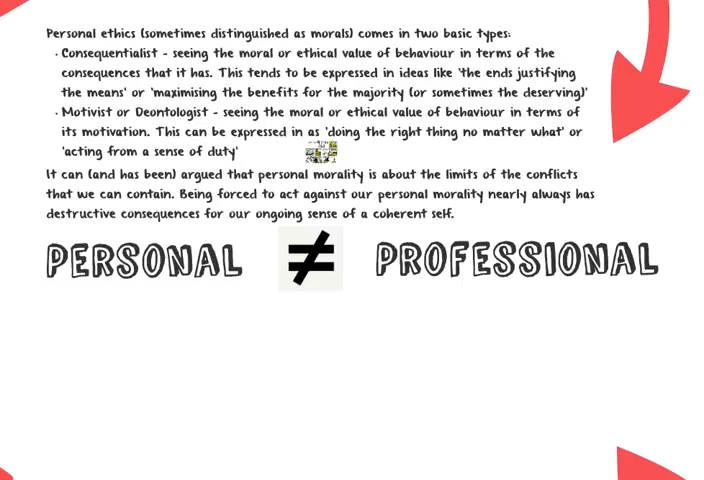 Personal ethics (sometimes distinguished as morals) comes in two basic types:
· Consequentialist - seeing the moral or ethical value of behaviour in terms of the
consequences that it has. This tends to be expressed in ideas like 'the ends justifying
the means' or 'maximising the benefits for the majority (or sometimes the deserving)'
· Motivist or Deontologist - seeing the moral or ethical value of behaviour in terms of
its motivation. This can be expressed in as 'doing the right thing no matter what' or
'acting from a sense of duty'
It can (and has been) argued that personal morality is about the limits of the conflicts
that we can contain. Being forced to act against our personal morality nearly always has
destructive consequences for our ongoing sense of a coherent self.
PERSONAL ≠ PROFESSIONAL